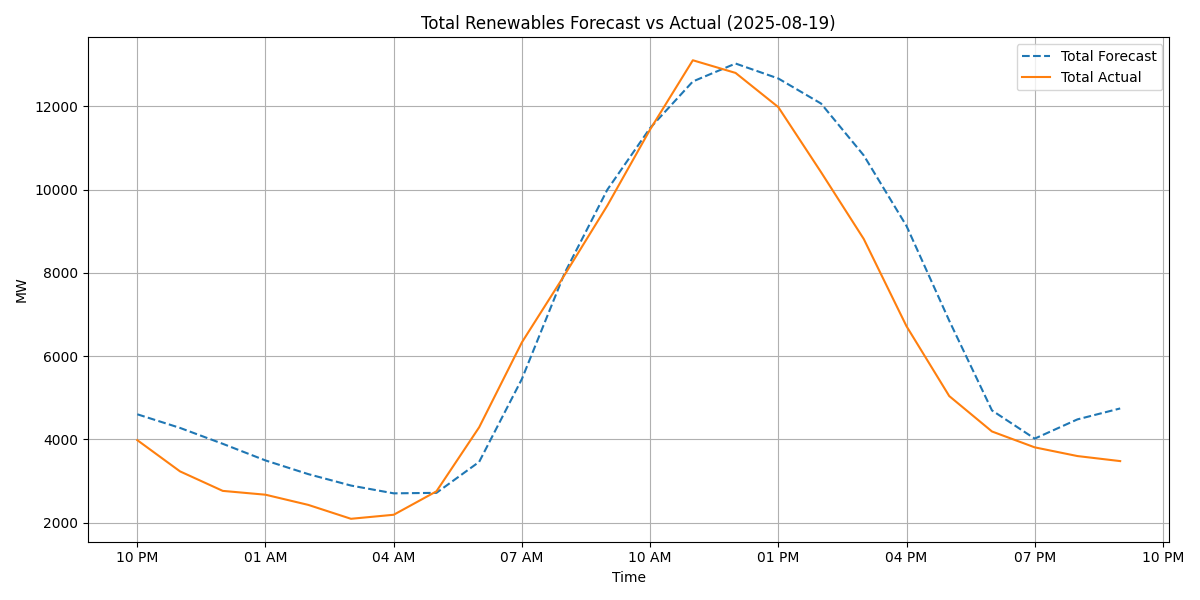 Total Renewables Forecast vs Actual (2025-08-19)
Total Forecast
Total Actual
MW
12000
10000
8000
6000
4000
2000
10 PM
01 AM
04 AM
07 AM
10 AM
01 PM
04 PM
07 PM
10 PM
Time